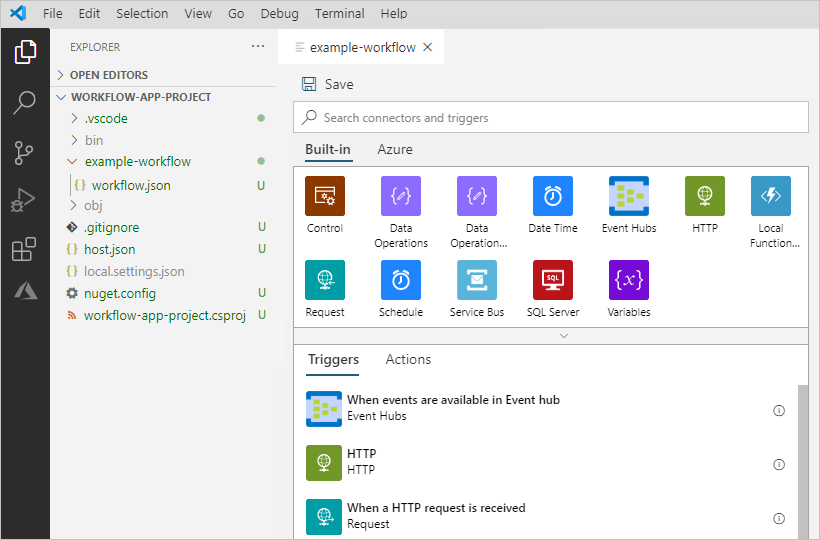 File Edit Selection View Go Debug Terminal Help
EXPLORER ···
OPEN EDITORS
WORKFLOW-APP-PROJECT
.vscode
bin
example-workflow
{} workflow.json U
obj
.gitignore U
{} host.json U
{} local.settings.json
nuget.config U
workflow-app-project.csproj U
example-workflow
Save
Search connectors and triggers
Built-in Azure
Control
Data
Operations
Data
Operation...
Date Time
Event Hubs
HTTP
Local
Function...
Request
Schedule
Service Bus
SQL
SQL Server
{x}
Variables
Triggers Actions
When events are available in Event hub
Event Hubs
HTTP
HTTP
When a HTTP request is received
Request